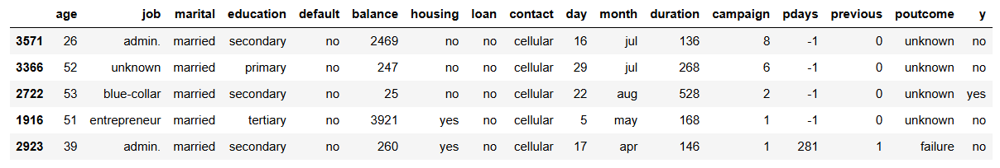 age job marital education default balance housing loan contact day month duration campaign pdays previous poutcome y
3571 26 admin. married secondary no 2469 no no cellular 16 jul 136 8 -1 0 unknown no
3366 52 unknown married primary no 247 no no cellular 29 jul 268 6 -1 0 unknown no
2722 53 blue-collar married secondary no 25 no no cellular 22 aug 528 2 -1 0 unknown yes
1916 51 entrepreneur married tertiary no 3921 yes no cellular 5 may 168 1 -1 0 unknown no
2923 39 admin. married secondary no 260 yes no cellular 17 apr 146 1 281 1 failure no